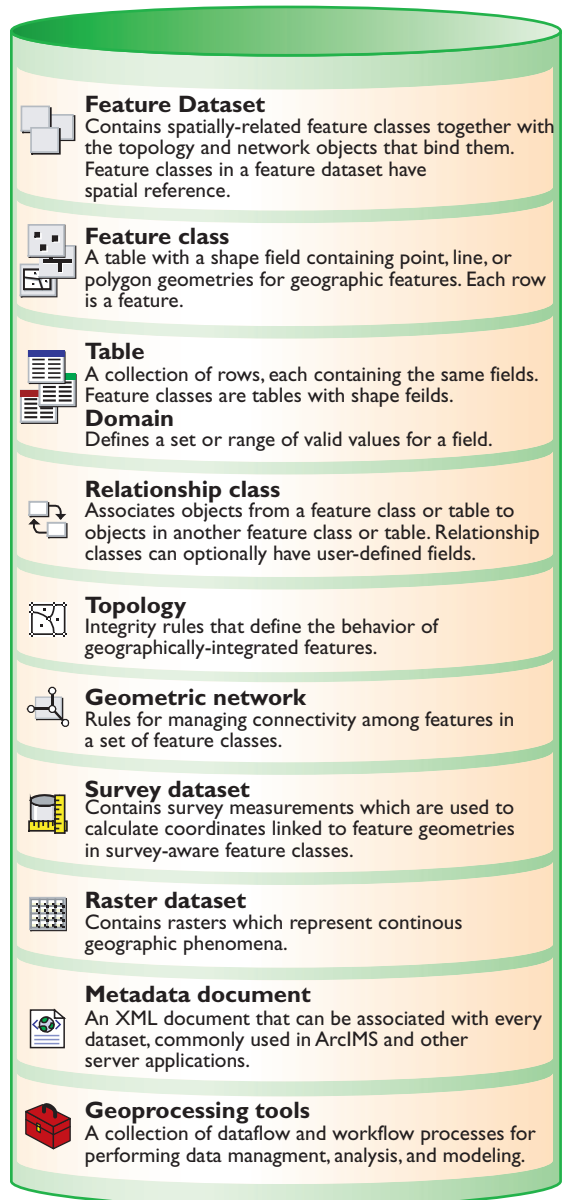 Feature Dataset
Contains spatially-related feature classes together with
the topology and network objects that bind them.
Feature classes in a feature dataset have
spatial reference.
Feature class
A table with a shape field containing point, line, or
polygon geometries for geographic features. Each row
is a feature.
Table
A collection of rows, each containing the same fields.
Feature classes are tables with shape feilds.
Domain
Defines a set or range of valid values for a field.
Relationship class
Associates objects from a feature class or table to
objects in another feature class or table. Relationship
classes can optionally have user-defined fields.
Topology
Integrity rules that define the behavior of
geographically-integrated features.
Geometric network
Rules for managing connectivity among features in
a set of feature classes.
Survey dataset
Contains survey measurements which are used to
calculate coordinates linked to feature geometries
in survey-aware feature classes.
Raster dataset
Contains rasters which represent continous
geographic phenomena.
Metadata document
An XML document that can be associated with every
dataset, commonly used in ArcIMS and other
server applications.
Geoprocessing tools
A collection of dataflow and workflow processes for
performing data managment, analysis, and modeling.